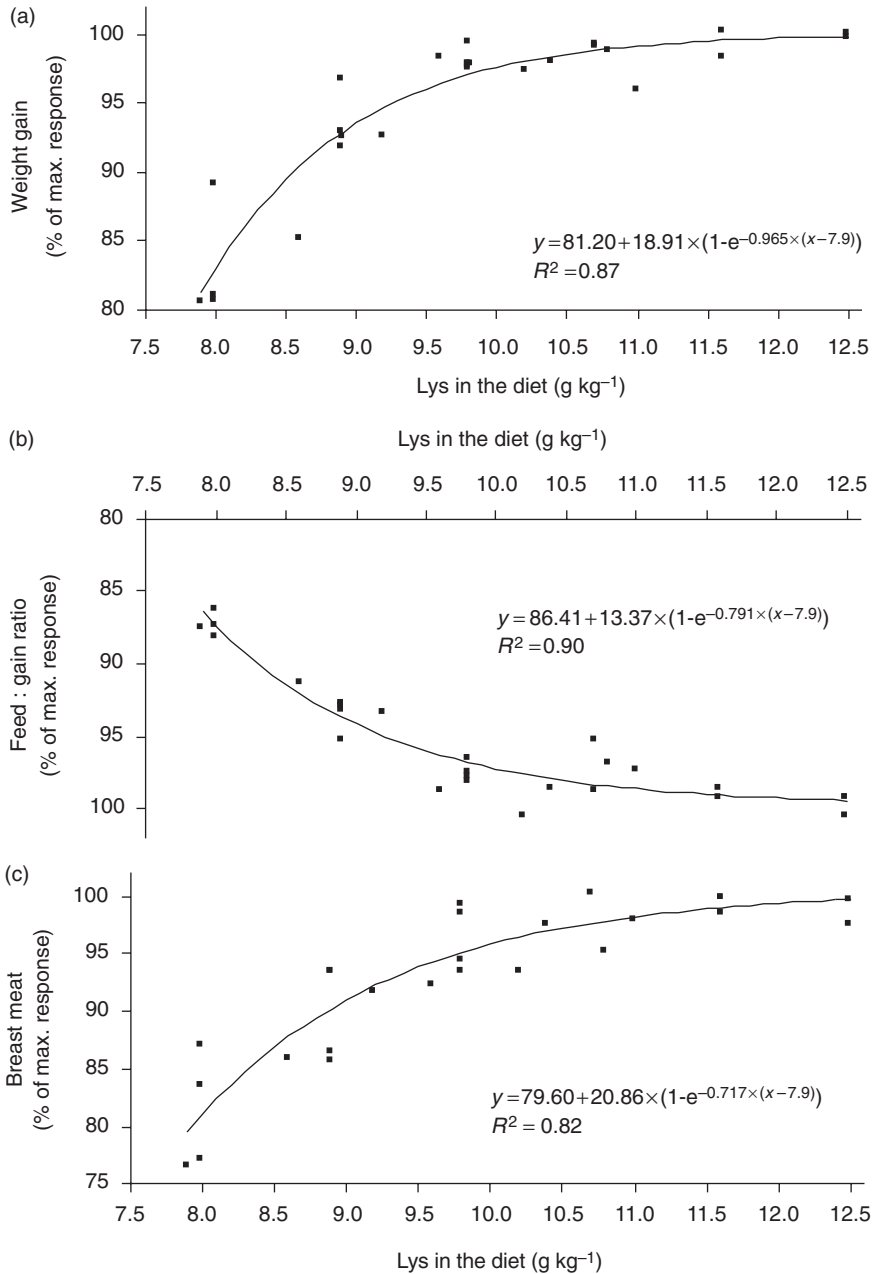 (a)
100
95
90
85
80
Weight gain
(% of max. response)
y = 81.20+18.91×(1-e^–0.965×(x–7.9))
R² =0.87
7.5 8.0 8.5 9.0 9.5 10.0 10.5 11.0 11.5 12.0 12.5
Lys in the diet (g kg⁻¹)
(b)
Lys in the diet (g kg⁻¹)
7.5 8.0 8.5 9.0 9.5 10.0 10.5 11.0 11.5 12.0 12.5
80
85
90
95
100
Feed : gain ratio
(% of max. response)
y = 86.41+13.37×(1-e^–0.791×(x–7.9))
R² =0.90
(c)
100
95
90
85
80
75
Breast meat
(% of max. response)
y = 79.60+20.86×(1-e^–0.717×(x–7.9))
R² = 0.82
7.5 8.0 8.5 9.0 9.5 10.0 10.5 11.0 11.5 12.0 12.5
Lys in the diet (g kg⁻¹)